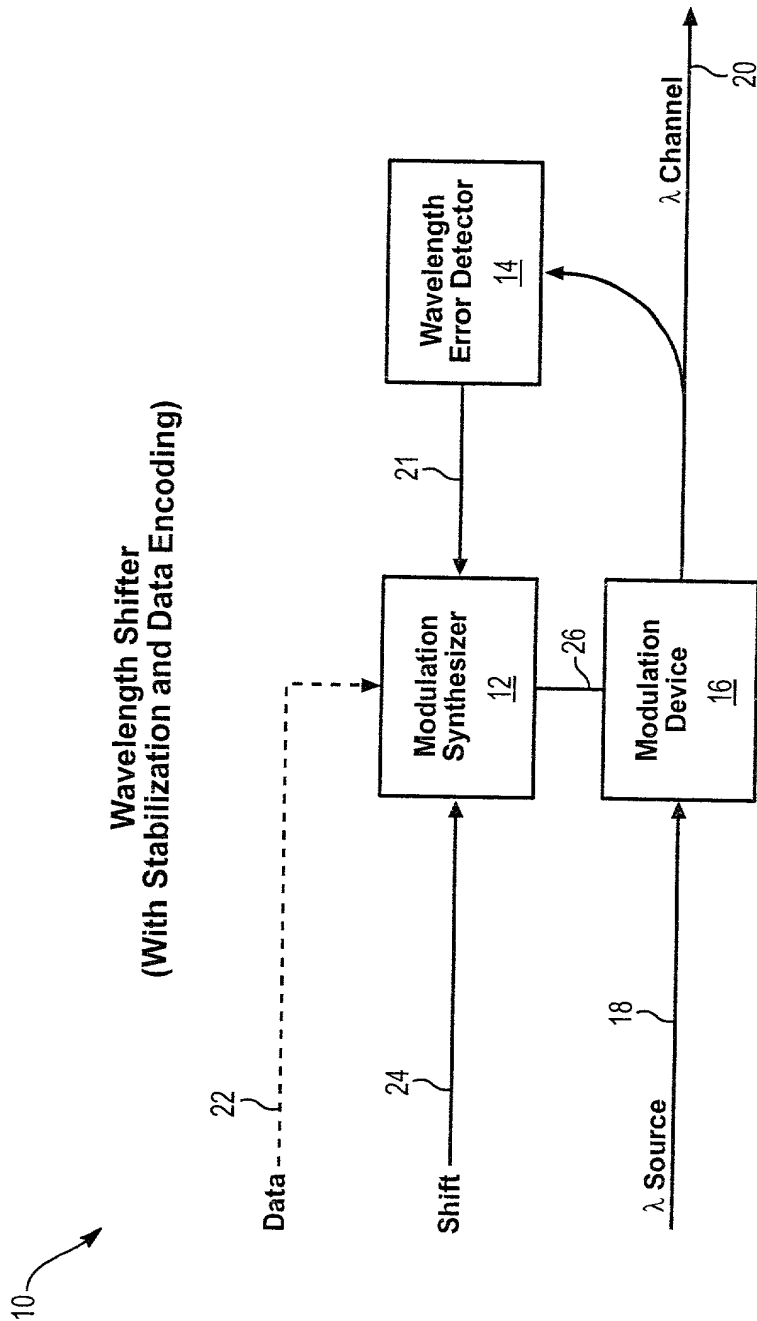 10
Wavelength Shifter
(With Stabilization and Data Encoding)
Data
22
Shift
24
Modulation
Synthesizer
12
21
Wavelength
Error Detector
14
26
λ Source
18
Modulation
Device
16
λ Channel
20